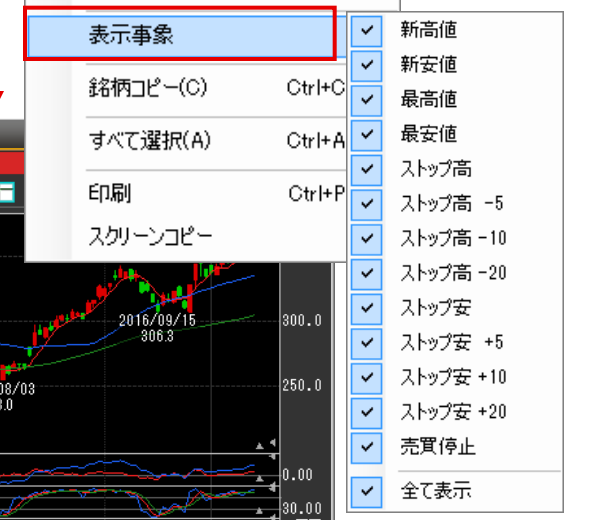 表示事象
銘柄コピー(C) Ctrl+C
すべて選択(A) Ctrl+A
印刷 Ctrl+P
スクリーンコピー
新高値
新安値
最高値
最安値
ストップ高
ストップ高 -5
ストップ高 -10
ストップ高 -20
ストップ安
ストップ安 +5
ストップ安 +10
ストップ安 +20
売買停止
全て表示
2016/09/15
306.3
300.0
08/03
3.0
250.0
0.00
30.00